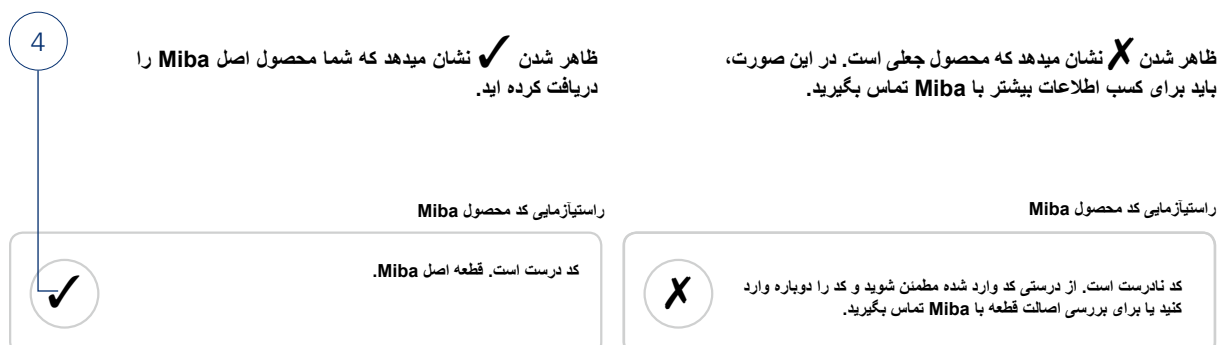 4
ظاهر شدن ✗ نشان میدهد که محصول جعلی است. در این صورت،
باید برای کسب اطلاعات بیشتر با Miba تماس بگیرید.
ظاهر شدن ✓ نشان میدهد که شما محصول اصل Miba را
دریافت کرده اید.
راستیآزمایی کد محصول Miba
کد نادرست است. از درستی کد وارد شده مطمئن شوید و کد را دوباره وارد
کنید یا برای بررسی اصالت قطعه با Miba تماس بگیرید.
✗
راستیآزمایی کد محصول Miba
کد درست است. قطعه اصل Miba.
✓